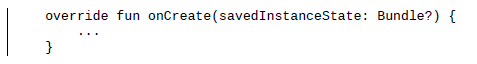 override fun onCreate(savedInstanceState: Bundle?) {
...
}